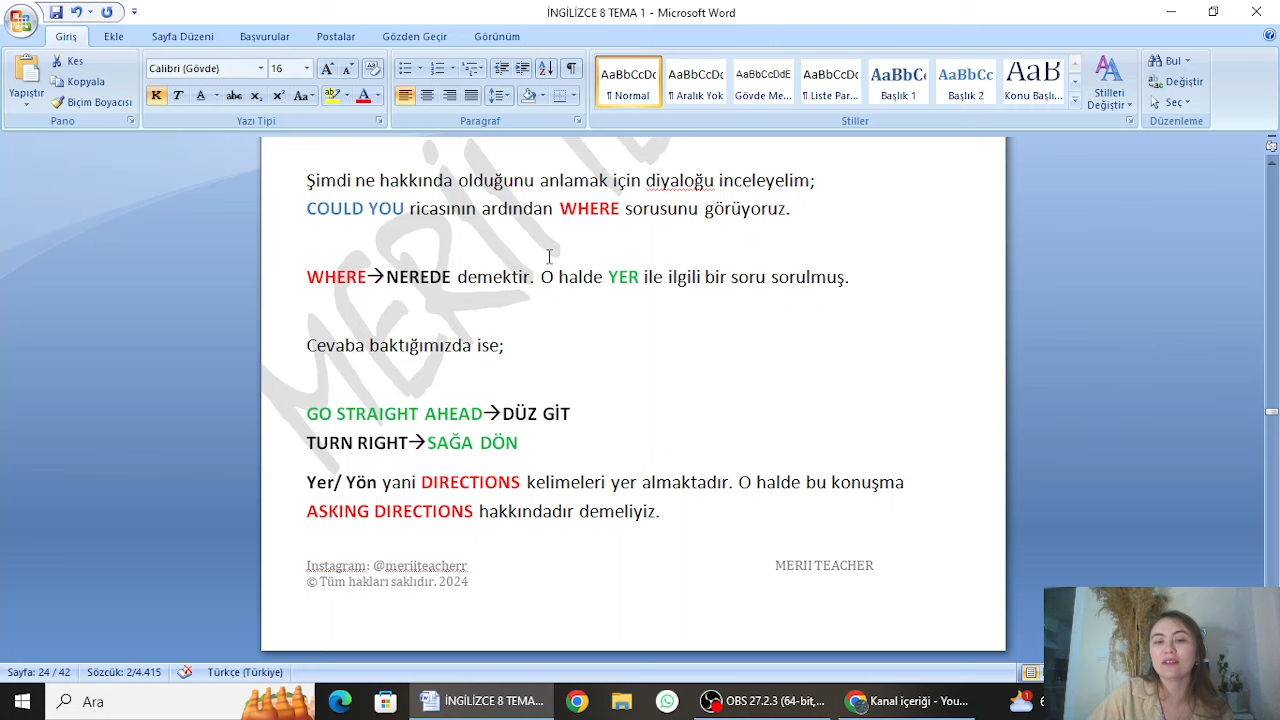 İNGİLİZCE 8 TEMA 1 - Microsoft Word
Giriş Ekle Sayfa Düzeni Başvurular Postalar Gözden Geçir Görünüm
Yapıştır
Kes
Kopyala
Biçim Boyacısı
Pano
Calibri (Gövde) 16
Yazı Tipi
Paragraf
AaBbCcDc AaBbCcDc AaBbCcDdE AaBbCcDc AaBbC AaBbCc AaB
¶ Normal ¶ Aralık Yok Gövde Me... ¶ Liste Par... Başlık 1 Başlık 2 Konu Başlı...
Stilleri Değiştir
Stiller
Bul
Değiştir
Seç
Düzenleme
Şimdi ne hakkında olduğunu anlamak için diyaloğu inceleyelim;
COULD YOU ricasının ardından WHERE sorusunu görüyoruz.
WHERE→NEREDE demektir. O halde YER ile ilgili bir soru sorulmuş.
Cevaba baktığımızda ise;
GO STRAIGHT AHEAD→DÜZ GİT
TURN RIGHT→SAĞA DÖN
Yer/ Yön yani DIRECTIONS kelimeleri yer almaktadır. O halde bu konuşma
ASKING DIRECTIONS hakkındadır demeliyiz.
Instagram: @meriiteacherr MERII TEACHER
© Tüm hakları saklıdır. 2024
Sayfa: 24 / 42 Sözcük: 2/4.415 Türkçe (Türkiye)
Ara İNGİLİZCE 8 TEMA... OBS 27.2.3 (64-bit,... Kanal içeriği - You...